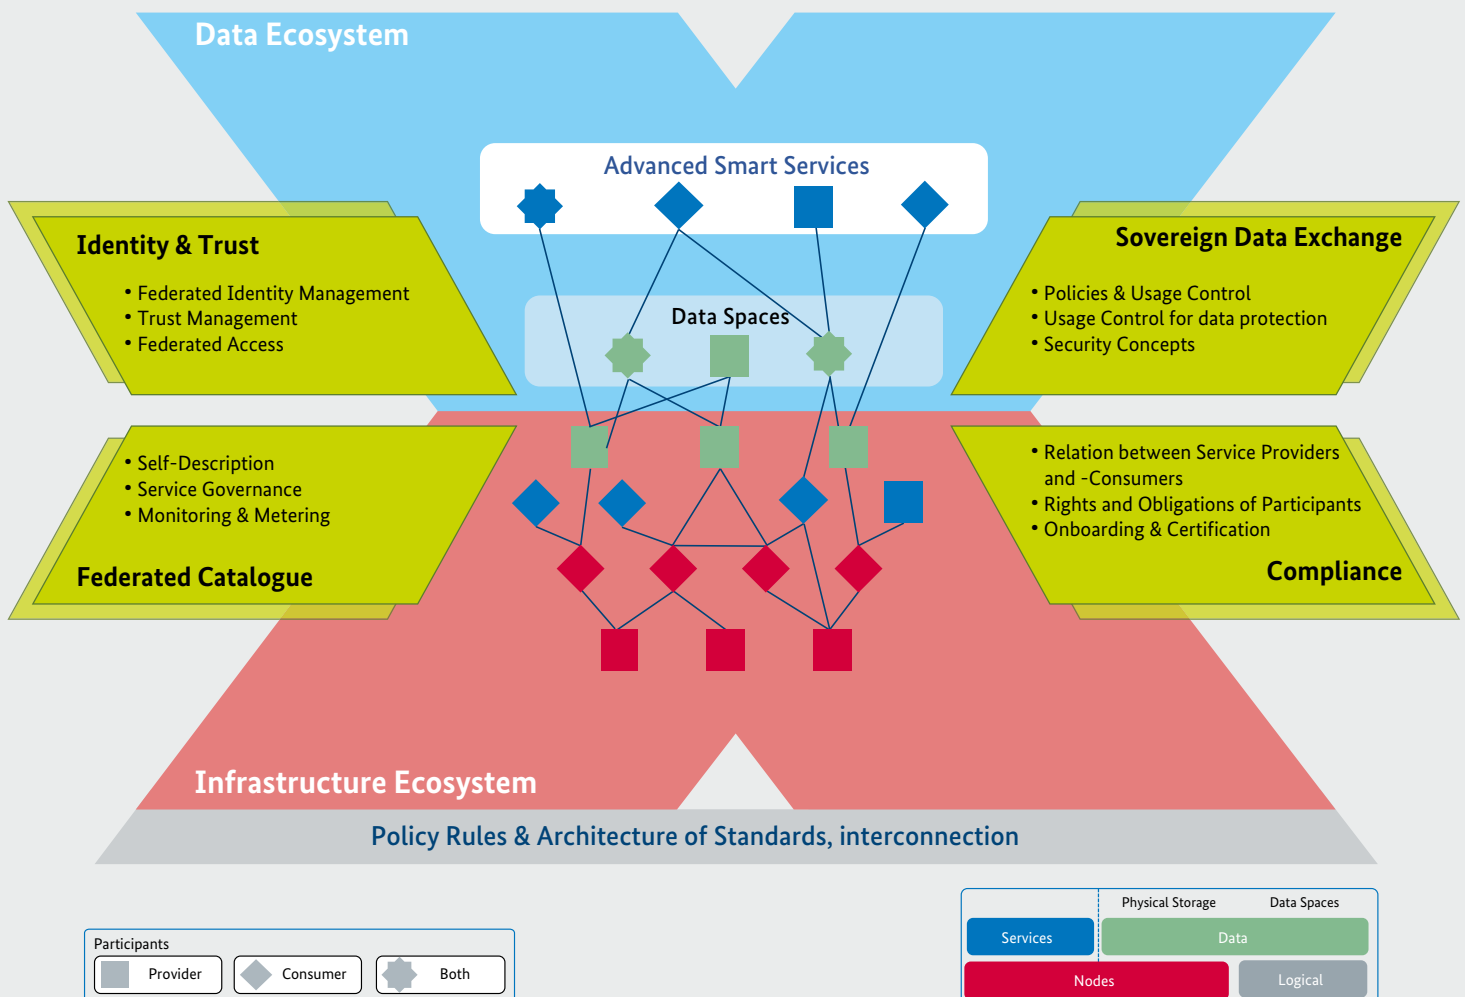 Data Ecosystem
Advanced Smart Services
Identity & Trust
• Federated Identity Management
• Trust Management
• Federated Access
Sovereign Data Exchange
• Policies & Usage Control
• Usage Control for data protection
• Security Concepts
Data Spaces
• Self-Description
• Service Governance
• Monitoring & Metering
Federated Catalogue
• Relation between Service Providers
and -Consumers
• Rights and Obligations of Participants
• Onboarding & Certification
Compliance
Infrastructure Ecosystem
Policy Rules & Architecture of Standards, interconnection
Participants
Provider
Consumer
Both
Physical Storage
Data Spaces
Services
Data
Nodes
Logical